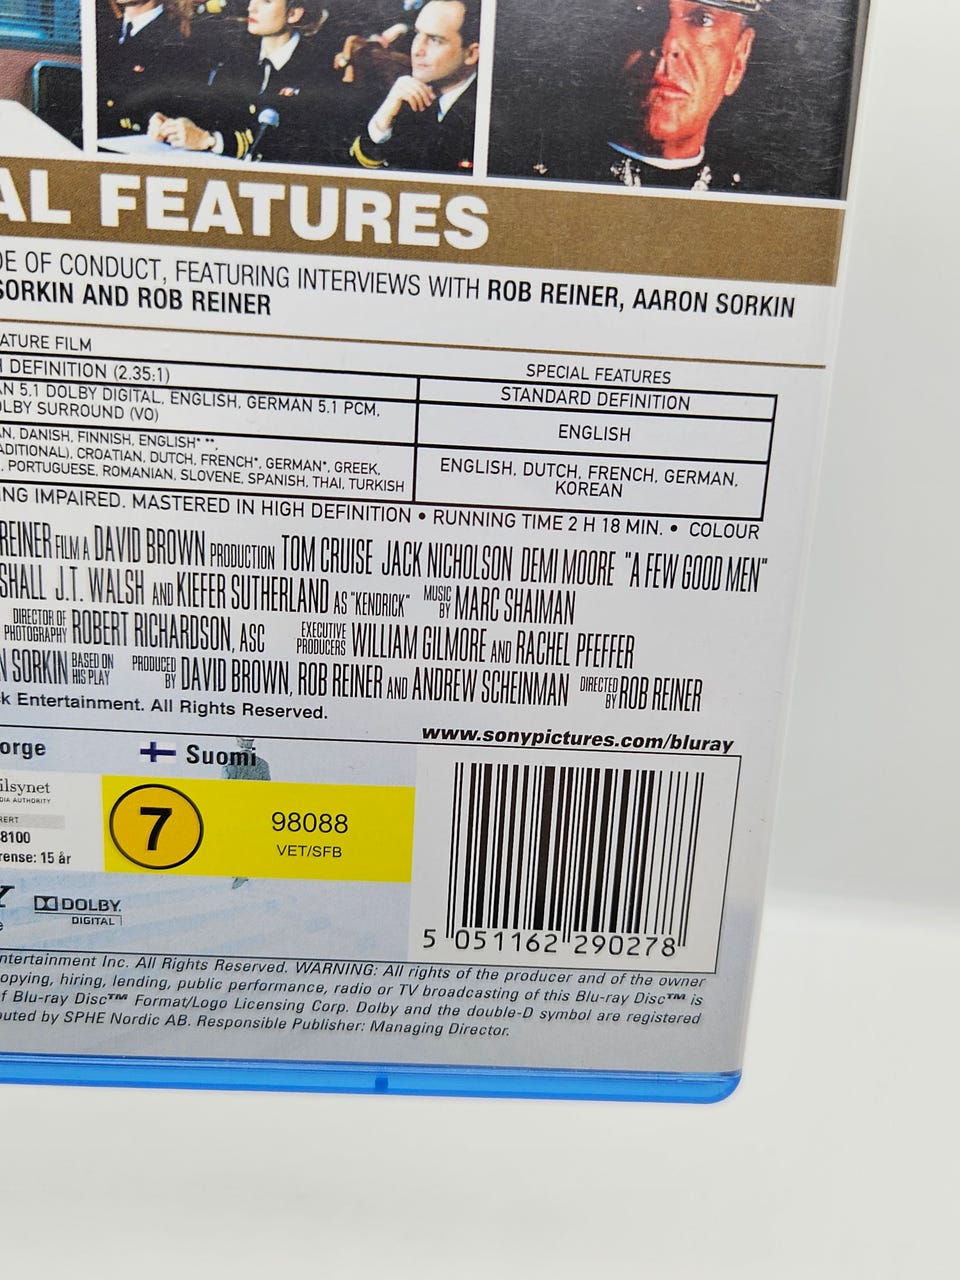 AL FEATURES
DE OF CONDUCT, FEATURING INTERVIEWS WITH ROB REINER, AARON SORKIN
SORKIN AND ROB REINER
ATURE FILM
SPECIAL FEATURES
H DEFINITION (2.35:1)
STANDARD DEFINITION
AN 5.1 DOLBY DIGITAL, ENGLISH, GERMAN 5.1 PCM,
OLBY SURROUND (VO)
ENGLISH
AN, DANISH, FINNISH, ENGLISH* **,
ADITIONAL), CROATIAN, DUTCH, FRENCH*, GERMAN*, GREEK,
, PORTUGUESE, ROMANIAN, SLOVENE, SPANISH, THAI, TURKISH
ENGLISH, DUTCH, FRENCH, GERMAN,
KOREAN
NG IMPAIRED. MASTERED IN HIGH DEFINITION • RUNNING TIME 2 H 18 MIN. • COLOUR
REINER FILM A DAVID BROWN PRODUCTION TOM CRUISE JACK NICHOLSON DEMI MOORE "A FEW GOOD MEN"
SHALL J.T. WALSH AND KIEFER SUTHERLAND AS "KENDRICK" MUSIC BY MARC SHAIMAN
DIRECTOR OF PHOTOGRAPHY ROBERT RICHARDSON, ASC EXECUTIVE PRODUCERS WILLIAM GILMORE AND RACHEL PFEFFER
N SORKIN BASED ON HIS PLAY PRODUCED BY DAVID BROWN, ROB REINER AND ANDREW SCHEINMAN DIRECTED BY ROB REINER
ck Entertainment. All Rights Reserved.
www.sonypictures.com/bluray
orge
Suomi
ilsynet
DIA AUTHORITY
ERT
8100
rense: 15 år
7
98088
VET/SFB
DOLBY
DIGITAL
5 051162 290278
ntertainment Inc. All Rights Reserved. WARNING: All rights of the producer and of the owner
opying, hiring, lending, public performance, radio or TV broadcasting of this Blu-ray Disc™ is
f Blu-ray Disc™ Format/Logo Licensing Corp. Dolby and the double-D symbol are registered
buted by SPHE Nordic AB. Responsible Publisher: Managing Director.